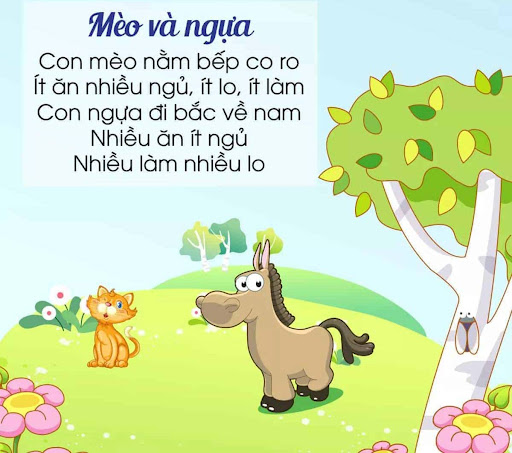 Mèo và ngựa
Con mèo nằm bếp co ro
Ít ăn nhiều ngủ, ít lo, ít làm
Con ngựa đi bắc về nam
Nhiều ăn ít ngủ
Nhiều làm nhiều lo